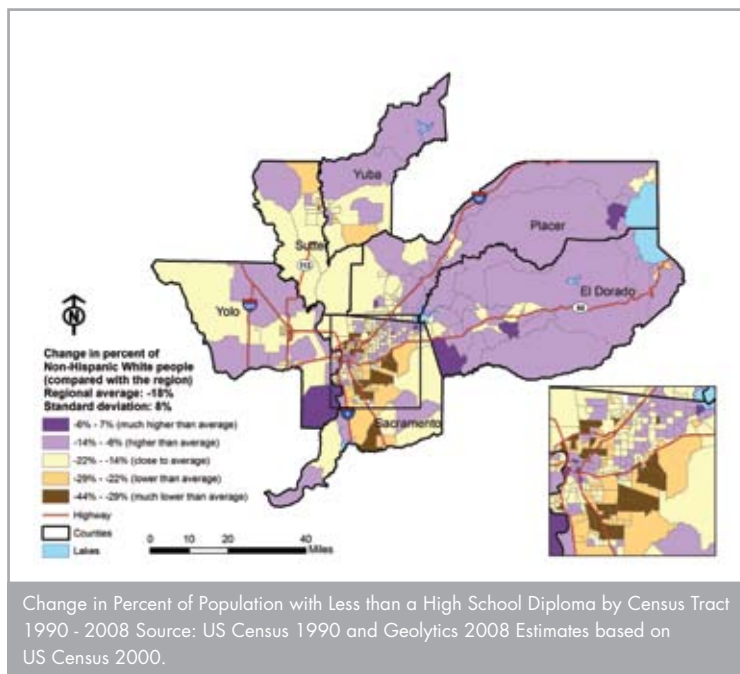 Yuba
Placer
Sutter
El Dorado
Yolo
Sacramento
N
Change in percent of
Non-Hispanic White people
(compared with the region)
Regional average: -18%
Standard deviation: 8%
-6% - 7% (much higher than average)
-14% - -6% (higher than average)
-22% - -14% (close to average)
-29% - -22% (lower than average)
-44% - -29% (much lower than average)
Highway
Counties
Lakes
0 10 20 40
Miles
Change in Percent of Population with Less than a High School Diploma by Census Tract
1990 - 2008 Source: US Census 1990 and Geolytics 2008 Estimates based on
US Census 2000.